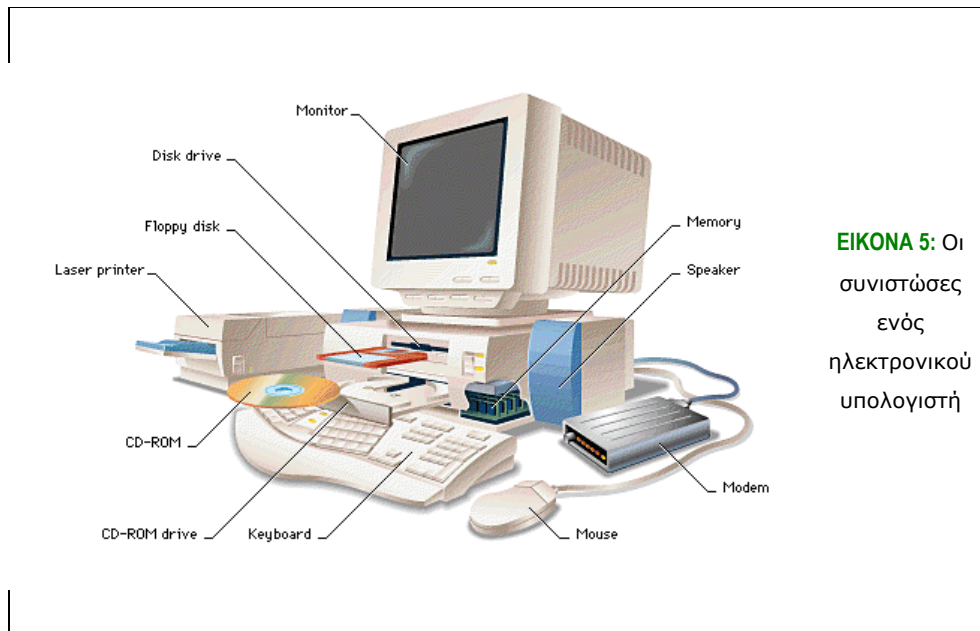 Monitor
Disk drive
Floppy disk
Laser printer
Memory
Speaker
CD-ROM
CD-ROM drive
Keyboard
Mouse
Modem
ΕΙΚΟΝΑ 5: Οι
συνιστώσες
ενός
ηλεκτρονικού
υπολογιστή